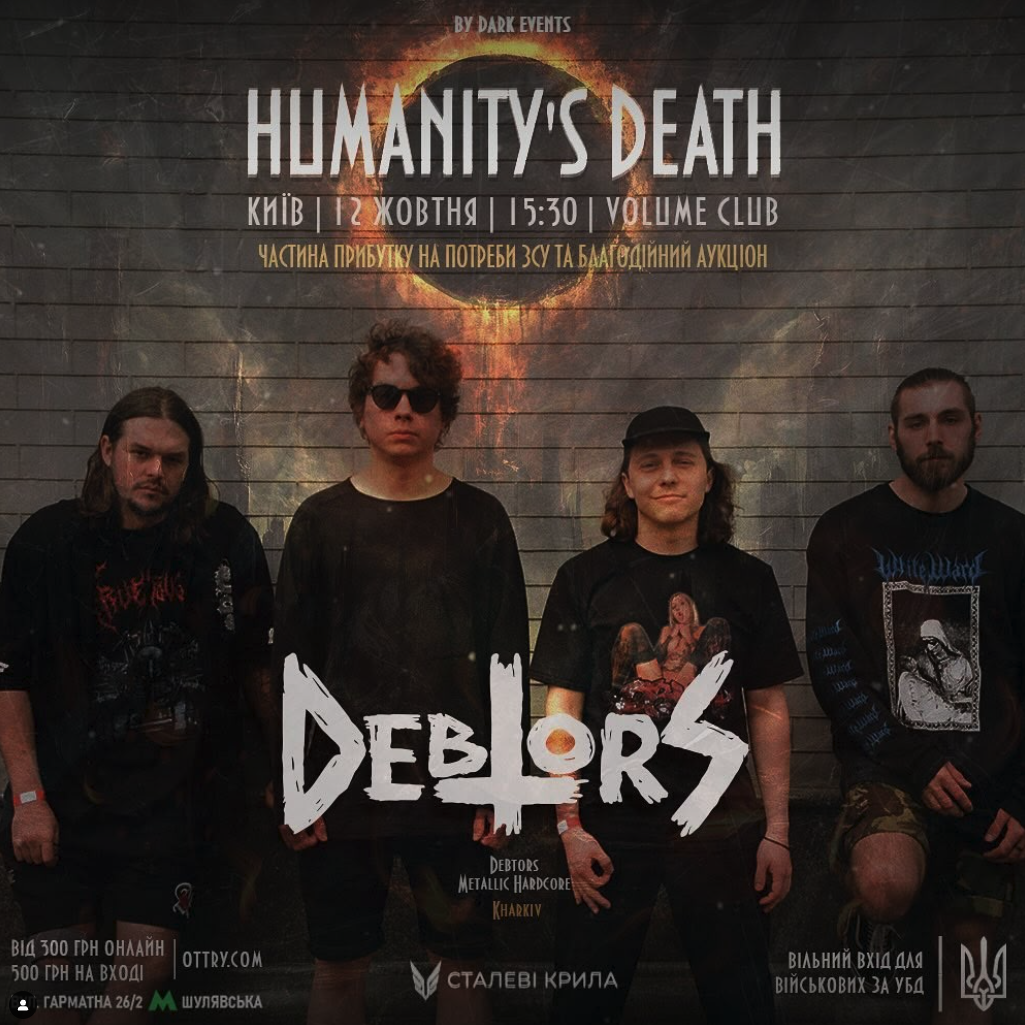 BY DARK EVENTS
HUMANITY'S DEATH
КИЇВ | 12 ЖОВТНЯ | 15:30 | VOLUME CLUB
ЧАСТИНА ПРИБУТКУ НА ПОТРЕБИ ЗСУ ТА БЛАГОДІЙНИЙ АУКЦІОН
White Ward
DEBTORS
DEBTORS
METALLIC HARDCORE
KHARKIV
ВІД 300 ГРН ОНЛАЙН
500 ГРН НА ВХОДІ
OTTRY.COM
ГАРМАТНА 26/2
ШУЛЯВСЬКА
СТАЛЕВІ КРИЛА
ВІЛЬНИЙ ВХІД ДЛЯ
ВІЙСЬКОВИХ ЗА УБД